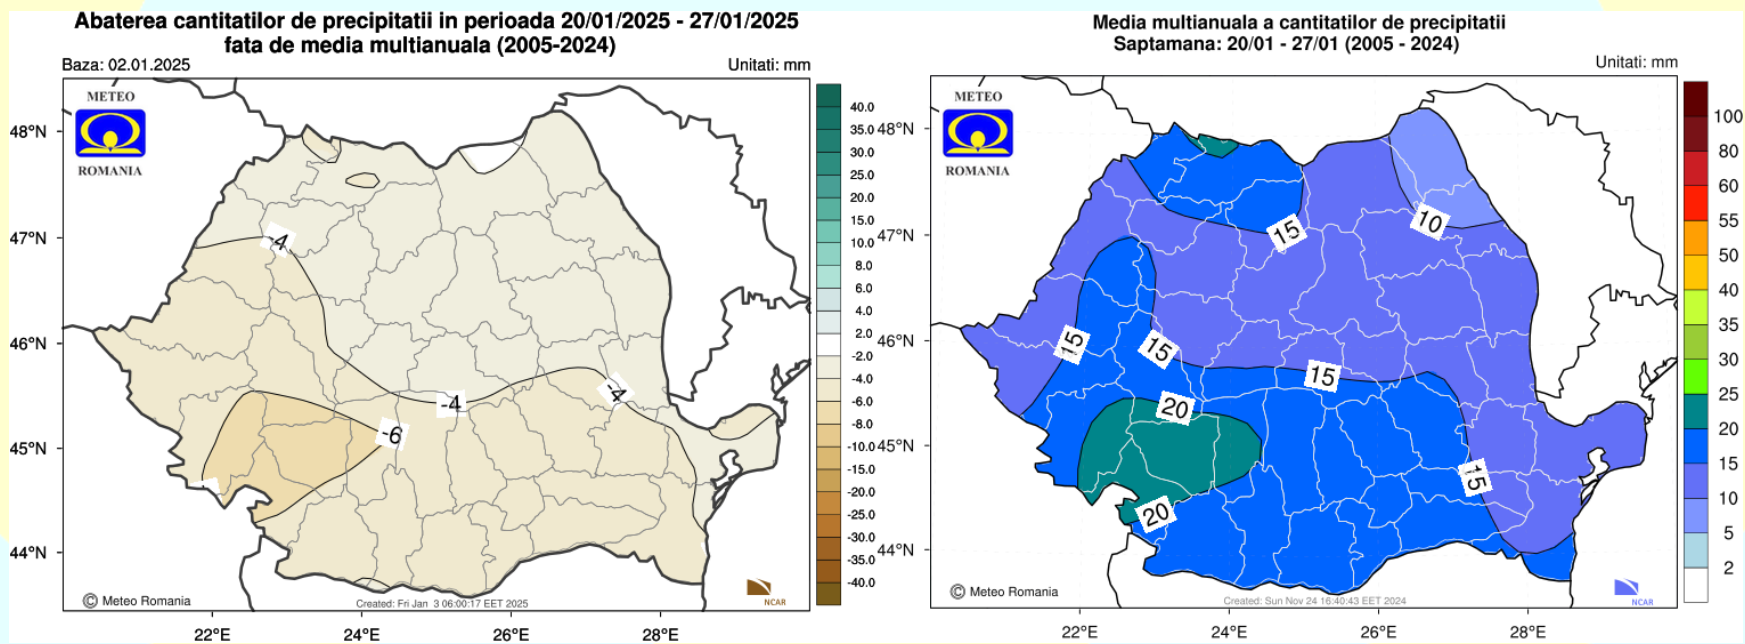 Abaterea cantitatilor de precipitatii in perioada 20/01/2025 - 27/01/2025
fata de media multianuala (2005-2024)
Baza: 02.01.2025
Unitati: mm
METEO
ROMANIA
48°N
47°N
46°N
45°N
44°N
-4
-4
-4
-6
40.0
35.0
30.0
25.0
20.0
15.0
10.0
8.0
6.0
4.0
2.0
-2.0
-4.0
-6.0
-8.0
-10.0
-15.0
-20.0
-25.0
-30.0
-35.0
-40.0
© Meteo Romania
Created: Fri Jan 3 06:00:17 EET 2025
NCAR
22°E
24°E
26°E
28°E
Media multianuala a cantitatilor de precipitatii
Saptamana: 20/01 - 27/01 (2005 - 2024)
Unitati: mm
METEO
ROMANIA
48°N
47°N
46°N
45°N
44°N
15
10
15
15
15
20
15
20
100
80
60
55
50
40
35
30
25
20
15
10
5
2
© Meteo Romania
Created: Sun Nov 24 16:40:43 EET 2024
NCAR
22°E
24°E
26°E
28°E